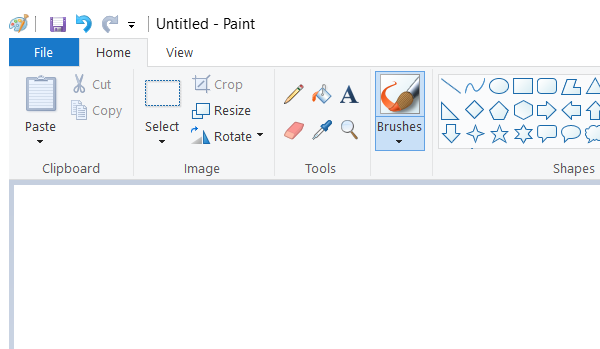 Untitled - Paint
File Home View
Paste
Cut
Copy
Clipboard
Select
Crop
Resize
Rotate
Image
A
Tools
Brushes
Shapes